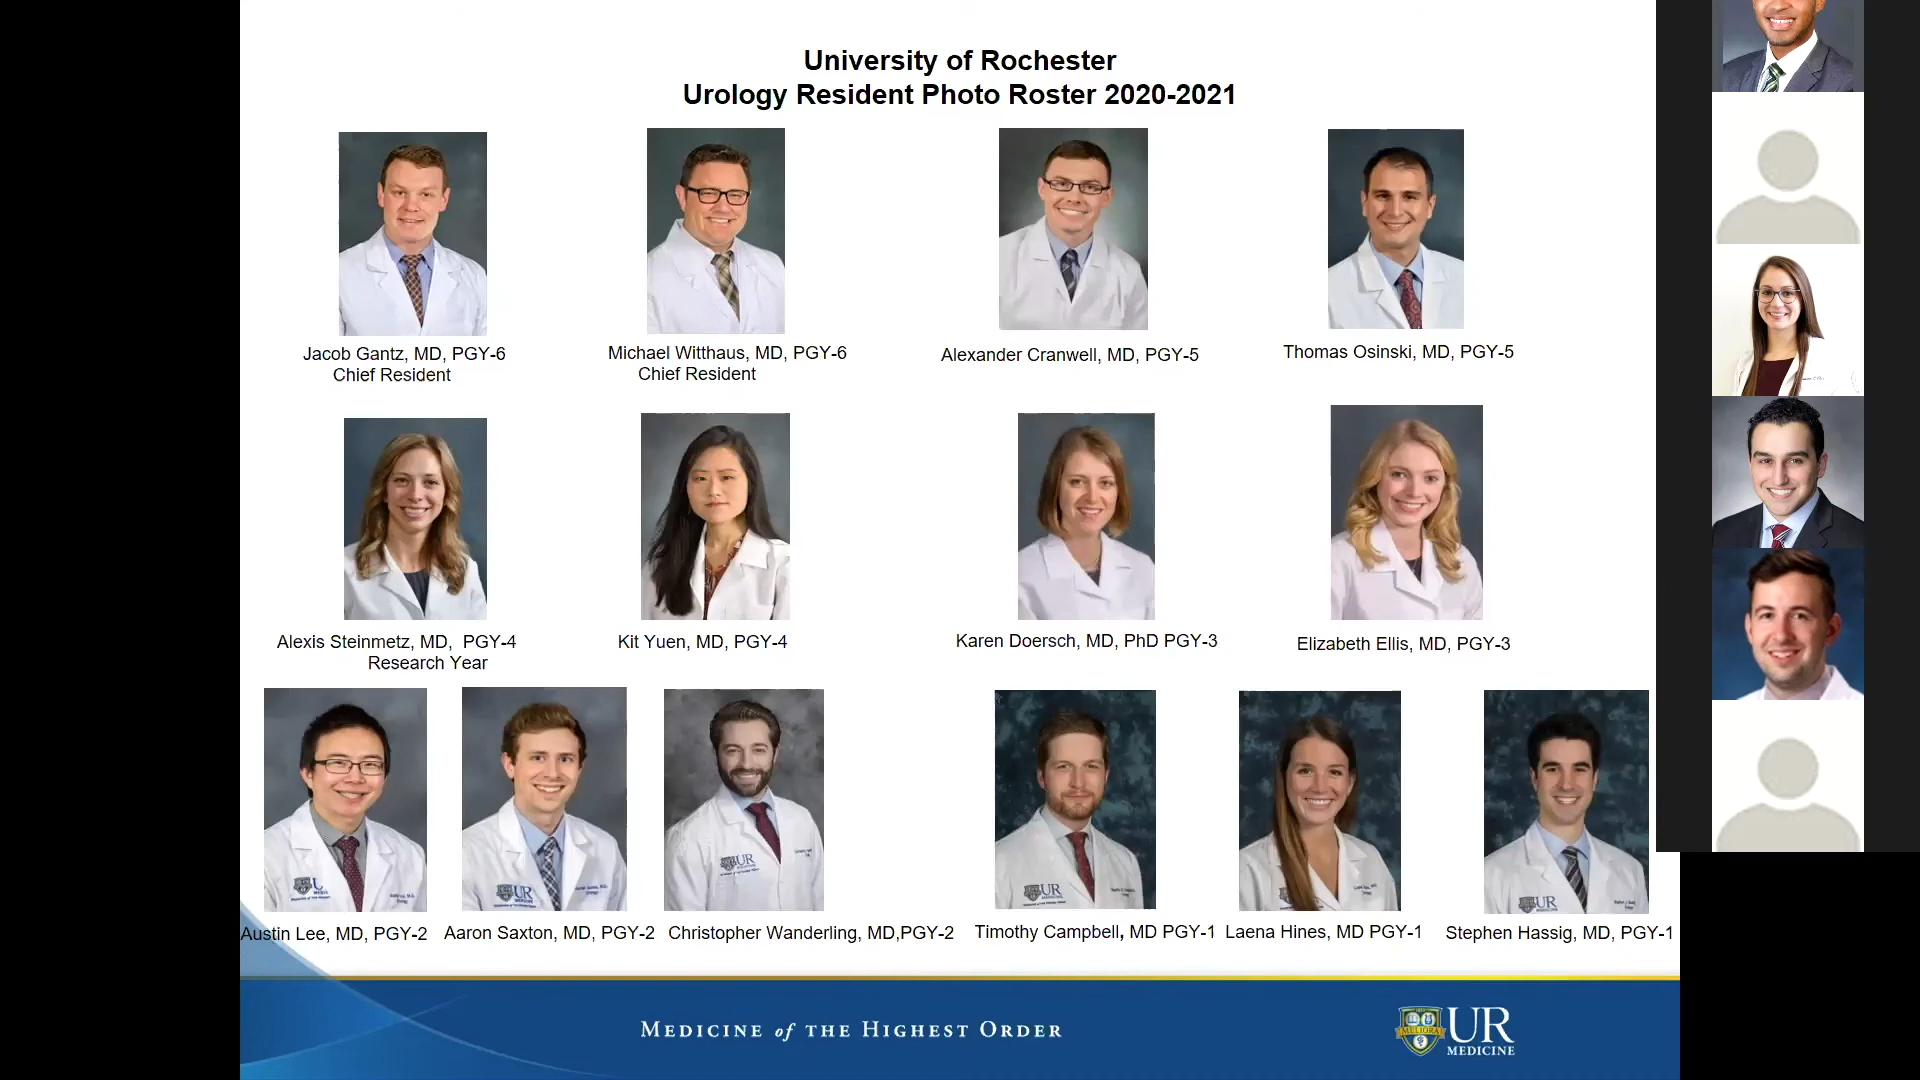 University of Rochester
Urology Resident Photo Roster 2020-2021
Jacob Gantz, MD, PGY-6
Chief Resident
Michael Witthaus, MD, PGY-6
Chief Resident
Alexander Cranwell, MD, PGY-5
Thomas Osinski, MD, PGY-5
Alexis Steinmetz, MD,  PGY-4
Research Year
Kit Yuen, MD, PGY-4
Karen Doersch, MD, PhD PGY-3
Elizabeth Ellis, MD, PGY-3
Austin Lee, MD, PGY-2
Aaron Saxton, MD, PGY-2
Christopher Wanderling, MD,PGY-2
Timothy Campbell, MD PGY-1
Laena Hines, MD PGY-1
Stephen Hassig, MD, PGY-1
MEDICINE of THE HIGHEST ORDER
MELIORA
UR
MEDICINE